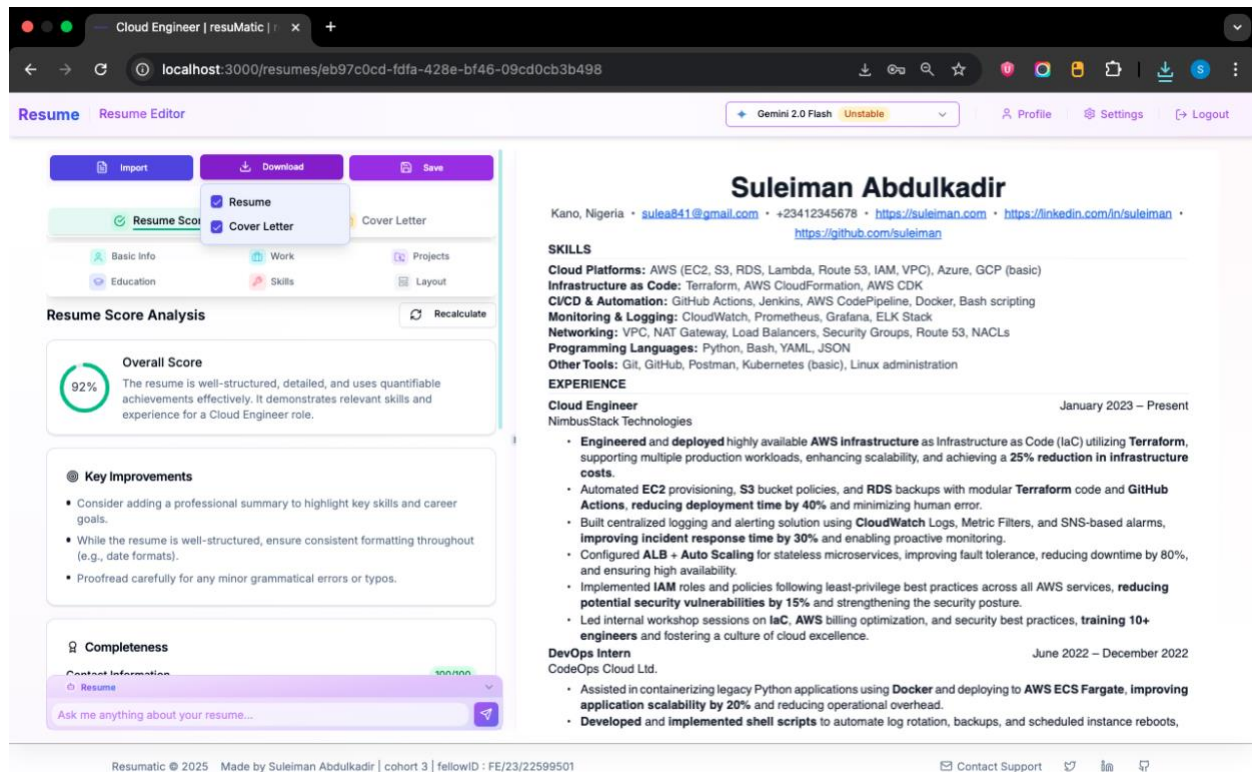 Cloud Engineer | resuMatic |
localhost:3000/resumes/eb97c0cd-fdfa-428e-bf46-09cd0cb3b498
S
Resume
Resume Editor
Gemini 2.0 Flash Unstable
Profile
Settings
Logout
Import
Download
Save
Resume
Cover Letter
Resume Scor
Cover Letter
Basic Info
Work
Projects
Education
Skills
Layout
Resume Score Analysis
Recalculate
92%
Overall Score
The resume is well-structured, detailed, and uses quantifiable
achievements effectively. It demonstrates relevant skills and
experience for a Cloud Engineer role.
Key Improvements
• Consider adding a professional summary to highlight key skills and career
goals.
• While the resume is well-structured, ensure consistent formatting throughout
(e.g., date formats).
• Proofread carefully for any minor grammatical errors or typos.
Completeness
Contact Information 100/100
Resume
Ask me anything about your resume...
Suleiman Abdulkadir
Kano, Nigeria • sulea841@gmail.com • +23412345678 • https://suleiman.com • https://linkedin.com/in/suleiman •
https://github.com/suleiman
SKILLS
Cloud Platforms: AWS (EC2, S3, RDS, Lambda, Route 53, IAM, VPC), Azure, GCP (basic)
Infrastructure as Code: Terraform, AWS CloudFormation, AWS CDK
CI/CD & Automation: GitHub Actions, Jenkins, AWS CodePipeline, Docker, Bash scripting
Monitoring & Logging: CloudWatch, Prometheus, Grafana, ELK Stack
Networking: VPC, NAT Gateway, Load Balancers, Security Groups, Route 53, NACLs
Programming Languages: Python, Bash, YAML, JSON
Other Tools: Git, GitHub, Postman, Kubernetes (basic), Linux administration
EXPERIENCE
Cloud Engineer January 2023 – Present
NimbusStack Technologies
• Engineered and deployed highly available AWS infrastructure as Infrastructure as Code (IaC) utilizing Terraform,
supporting multiple production workloads, enhancing scalability, and achieving a 25% reduction in infrastructure
costs.
• Automated EC2 provisioning, S3 bucket policies, and RDS backups with modular Terraform code and GitHub
Actions, reducing deployment time by 40% and minimizing human error.
• Built centralized logging and alerting solution using CloudWatch Logs, Metric Filters, and SNS-based alarms,
improving incident response time by 30% and enabling proactive monitoring.
• Configured ALB + Auto Scaling for stateless microservices, improving fault tolerance, reducing downtime by 80%,
and ensuring high availability.
• Implemented IAM roles and policies following least-privilege best practices across all AWS services, reducing
potential security vulnerabilities by 15% and strengthening the security posture.
• Led internal workshop sessions on IaC, AWS billing optimization, and security best practices, training 10+
engineers and fostering a culture of cloud excellence.
DevOps Intern June 2022 – December 2022
CodeOps Cloud Ltd.
• Assisted in containerizing legacy Python applications using Docker and deploying to AWS ECS Fargate, improving
application scalability by 20% and reducing operational overhead.
• Developed and implemented shell scripts to automate log rotation, backups, and scheduled instance reboots,
Resumatic © 2025 Made by Suleiman Abdulkadir | cohort 3 | fellowID : FE/23/22599501
Contact Support